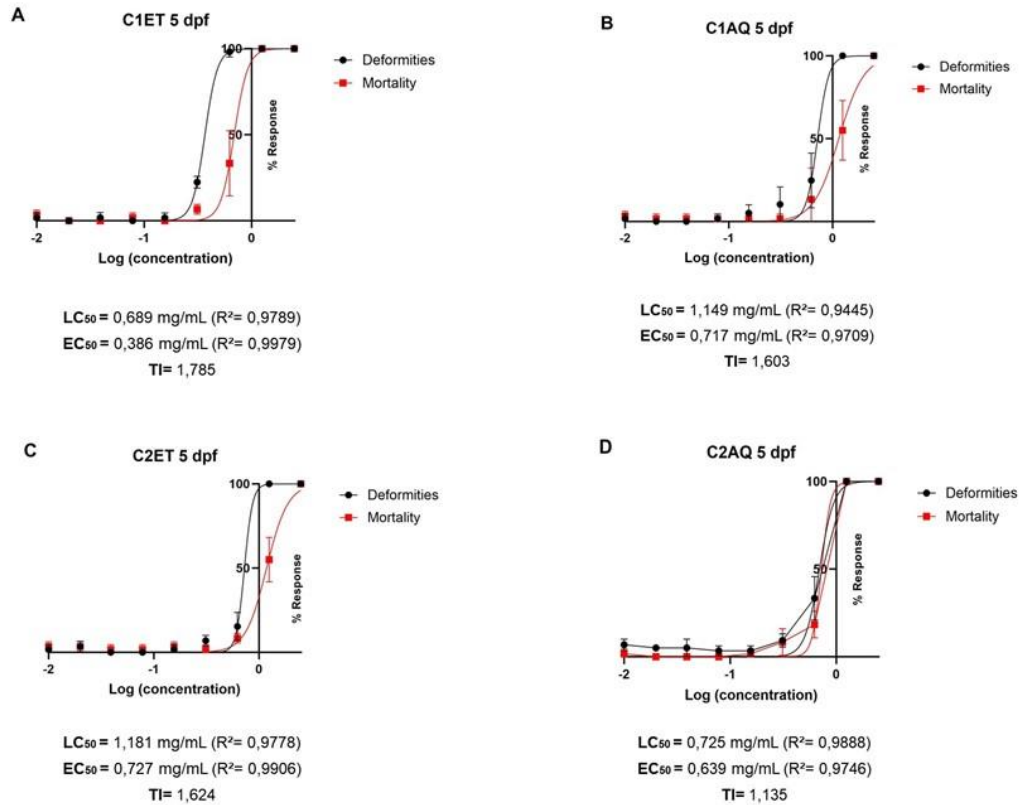 A
C1ET 5 dpf
100
50
% Response
-2
-1
0
Log (concentration)
Deformities
Mortality
LC₅₀ = 0,689 mg/mL (R²= 0,9789)
EC₅₀ = 0,386 mg/mL (R²= 0,9979)
TI= 1,785
B
C1AQ 5 dpf
100
50
% Response
-2
-1
0
Log (concentration)
Deformities
Mortality
LC₅₀ = 1,149 mg/mL (R²= 0,9445)
EC₅₀ = 0,717 mg/mL (R²= 0,9709)
TI= 1,603
C
C2ET 5 dpf
100
50
% Response
-2
-1
0
Log (concentration)
Deformities
Mortality
LC₅₀ = 1,181 mg/mL (R²= 0,9778)
EC₅₀ = 0,727 mg/mL (R²= 0,9906)
TI= 1,624
D
C2AQ 5 dpf
100
50
% Response
-2
-1
0
Log (concentration)
Deformities
Mortality
LC₅₀ = 0,725 mg/mL (R²= 0,9888)
EC₅₀ = 0,639 mg/mL (R²= 0,9746)
TI= 1,135